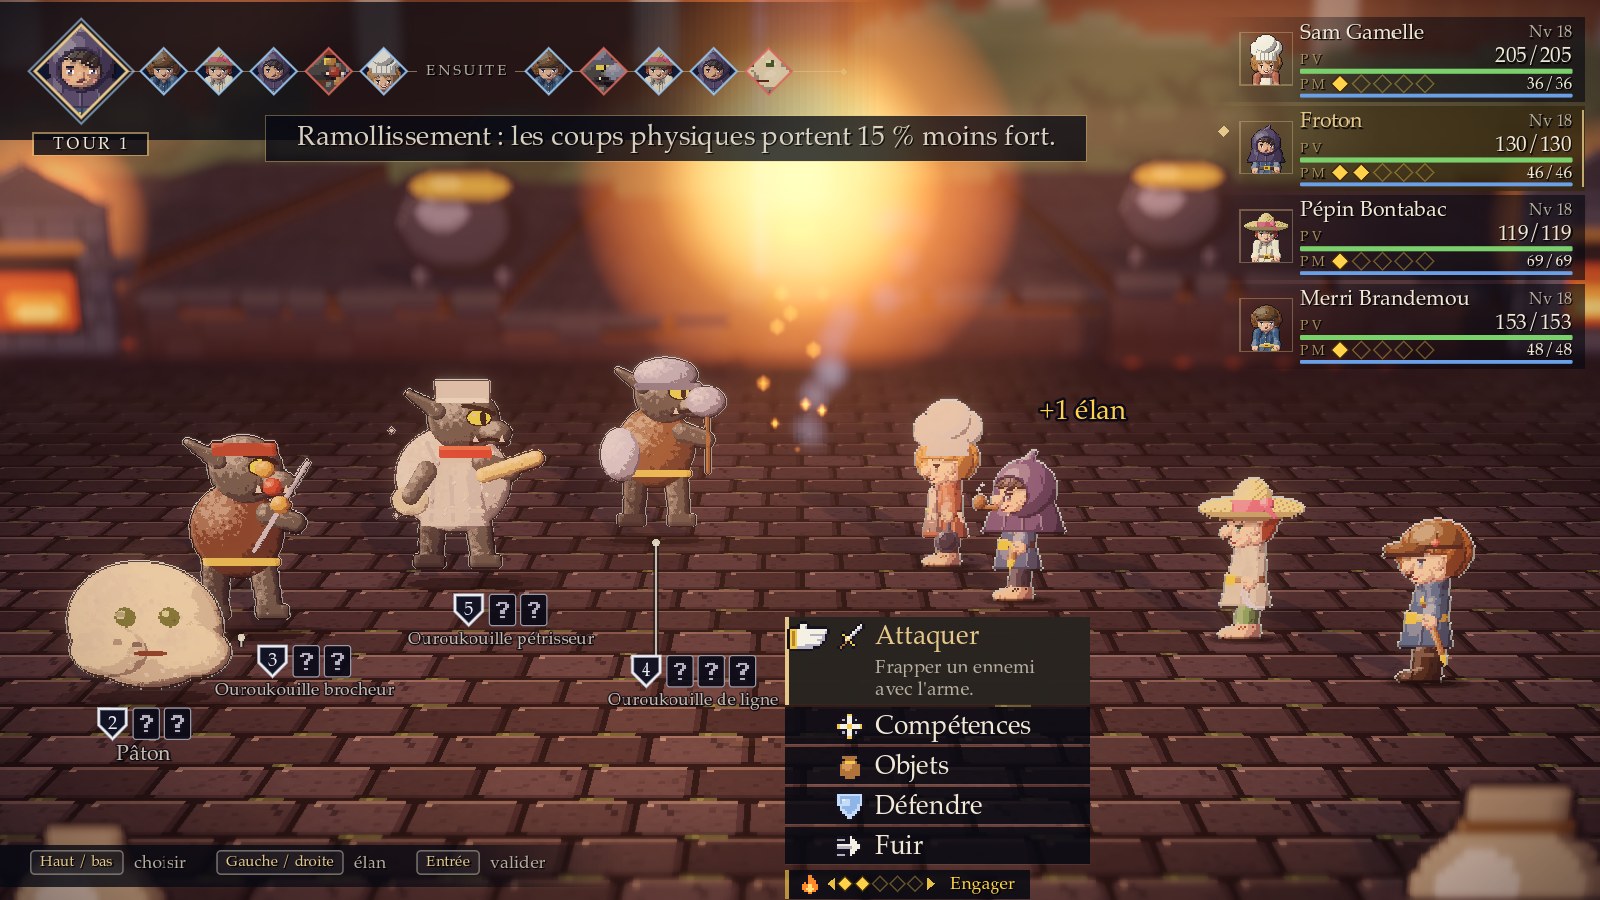 ENSUITE
TOUR 1
Ramollissement : les coups physiques portent 15 % moins fort.
Sam Gamelle Nv 18
PV 205/205
PM 36/36
Froton Nv 18
PV 130/130
PM 46/46
Pépin Bontabac Nv 18
PV 119/119
PM 69/69
Merri Brandemou Nv 18
PV 153/153
PM 48/48
+1 élan
5 ? ?
Ouroukouille pétrisseur
3 ? ?
Ouroukouille brocheur
4 ? ? ?
Ouroukouille de ligne
2 ? ?
Pâton
Attaquer
Frapper un ennemi
avec l'arme.
Compétences
Objets
Défendre
Fuir
Engager
Haut / bas choisir Gauche / droite élan Entrée valider